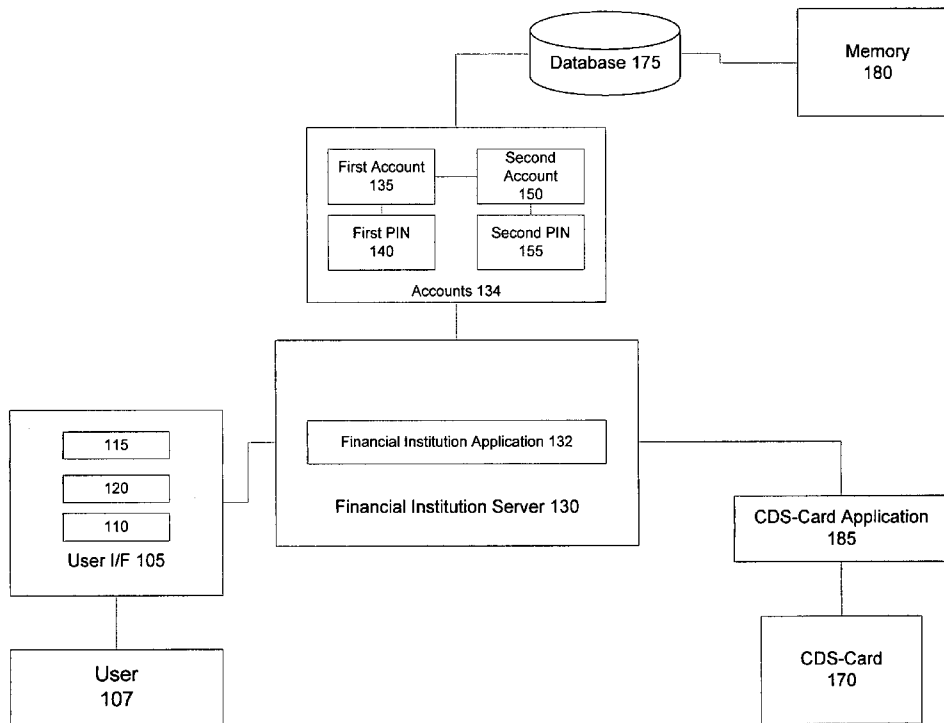 Database 175
Memory
180
First Account
135
Second
Account
150
First PIN
140
Second PIN
155
Accounts 134
Financial Institution Application 132
Financial Institution Server 130
115
120
110
User I/F 105
User
107
CDS-Card Application
185
CDS-Card
170